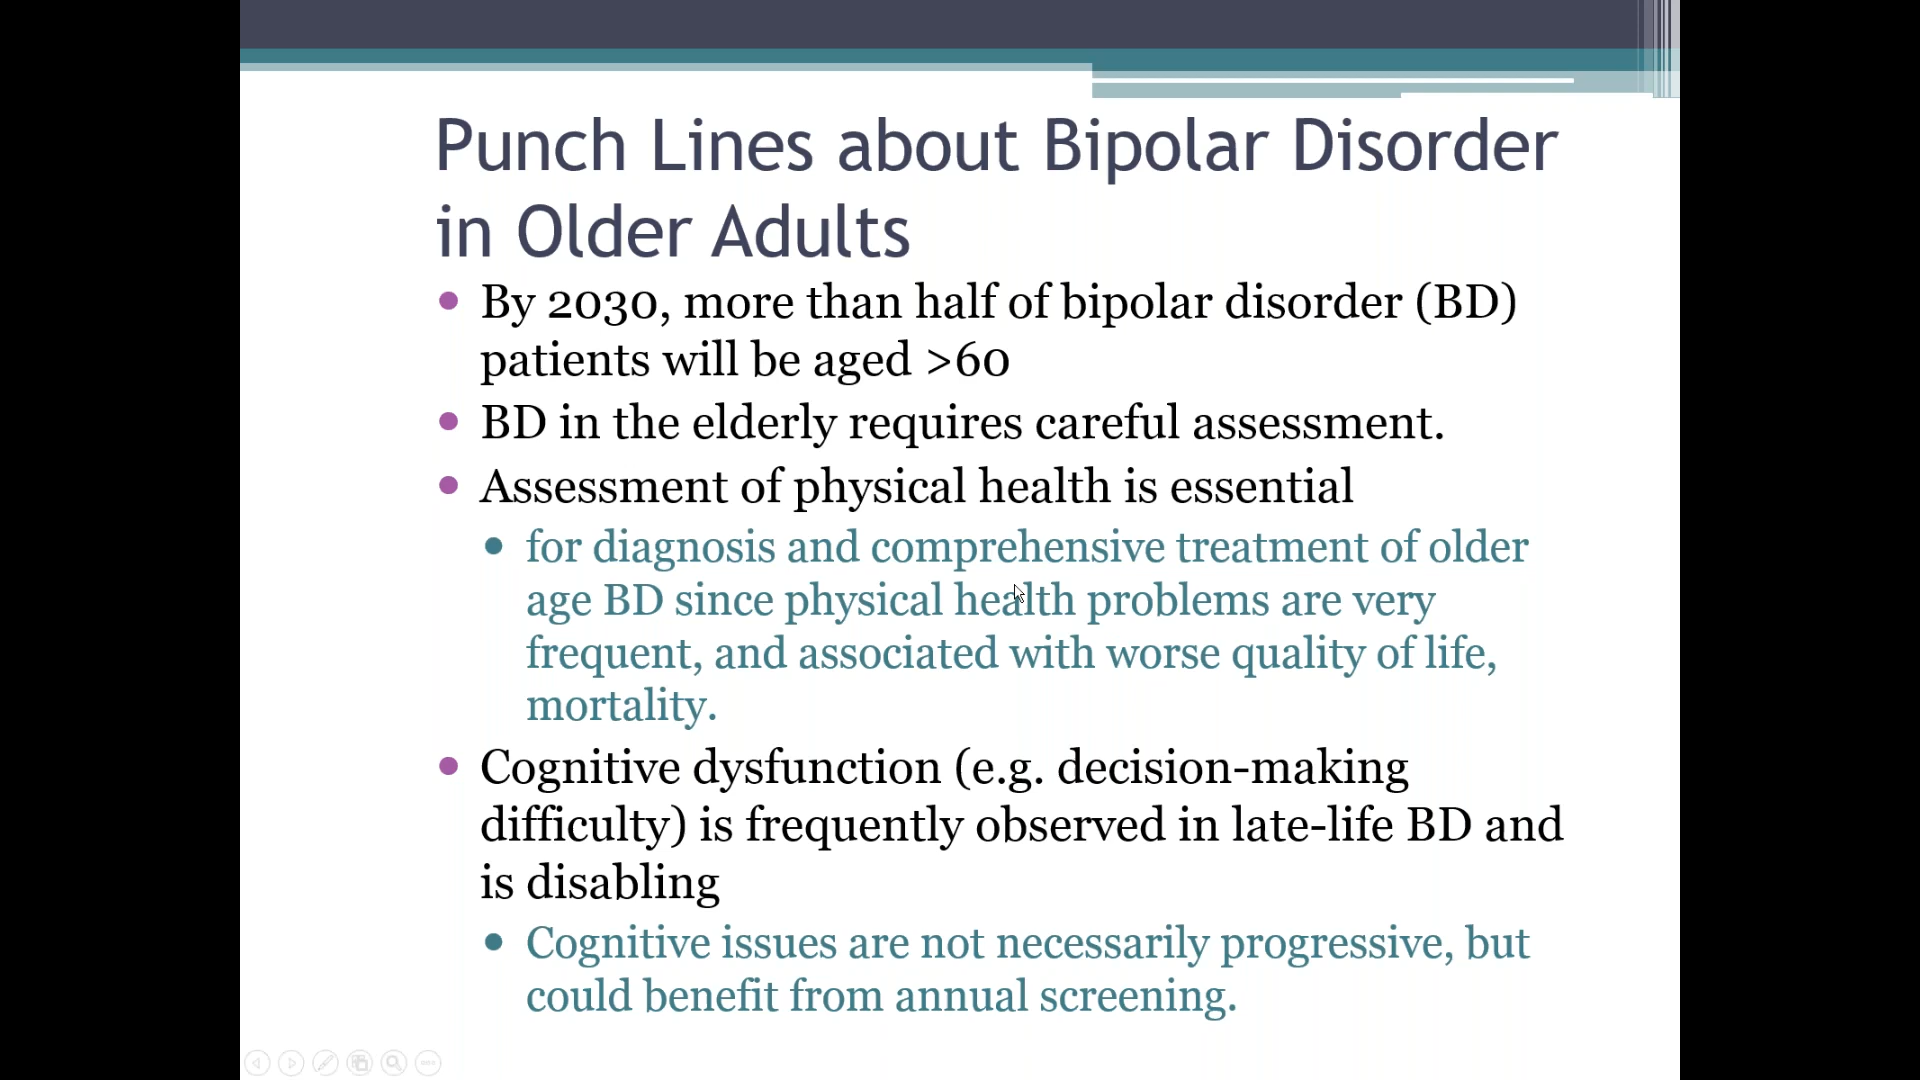 Punch Lines about Bipolar Disorder
in Older Adults
By 2030, more than half of bipolar disorder (BD)
patients will be aged >60
BD in the elderly requires careful assessment.
Assessment of physical health is essential
for diagnosis and comprehensive treatment of older
age BD since physical health problems are very
frequent, and associated with worse quality of life,
mortality.
Cognitive dysfunction (e.g. decision-making
difficulty) is frequently observed in late-life BD and
is disabling
Cognitive issues are not necessarily progressive, but
could benefit from annual screening.